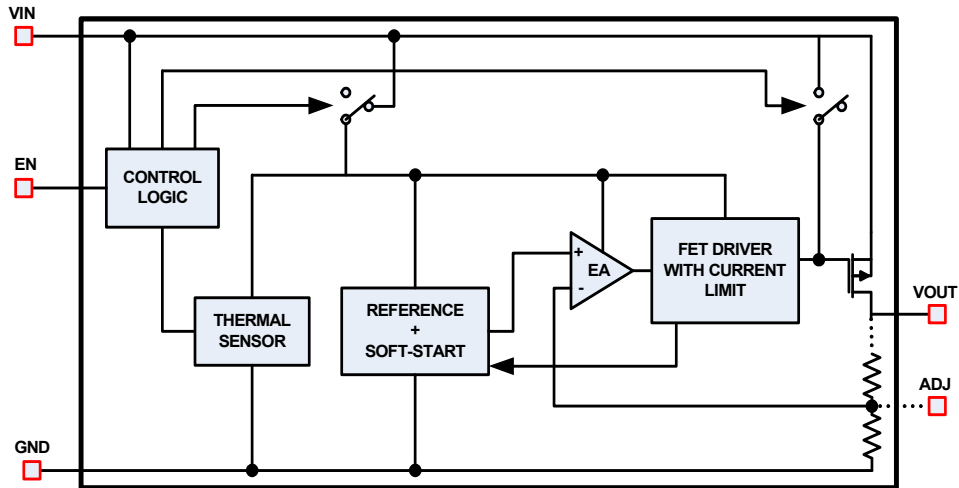 VIN
EN
CONTROL
LOGIC
THERMAL
SENSOR
REFERENCE
+
SOFT-START
+
EA
-
FET DRIVER
WITH CURRENT
LIMIT
VOUT
ADJ
GND